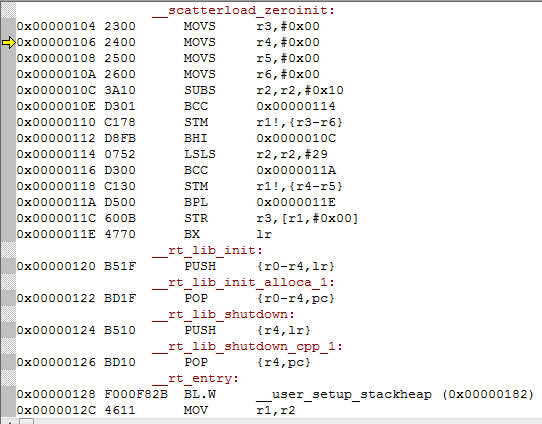 __scatterload_zeroinit:
0x00000104 2300 MOVS r3,#0x00
0x00000106 2400 MOVS r4,#0x00
0x00000108 2500 MOVS r5,#0x00
0x0000010A 2600 MOVS r6,#0x00
0x0000010C 3A10 SUBS r2,r2,#0x10
0x0000010E D301 BCC 0x00000114
0x00000110 C178 STM r1!,{r3-r6}
0x00000112 D8FB BHI 0x0000010C
0x00000114 0752 LSLS r2,r2,#29
0x00000116 D300 BCC 0x0000011A
0x00000118 C130 STM r1!,{r4-r5}
0x0000011A D500 BPL 0x0000011E
0x0000011C 600B STR r3,[r1,#0x00]
0x0000011E 4770 BX lr
__rt_lib_init:
0x00000120 B51F PUSH {r0-r4,lr}
__rt_lib_init_alloca_1:
0x00000122 BD1F POP {r0-r4,pc}
__rt_lib_shutdown:
0x00000124 B510 PUSH {r4,lr}
__rt_lib_shutdown_cpp_1:
0x00000126 BD10 POP {r4,pc}
__rt_entry:
0x00000128 F000F82B BL.W __user_setup_stackheap (0x00000182)
0x0000012C 4611 MOV r1,r2